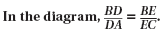 In the diagram, BD/DA = BE/EC.